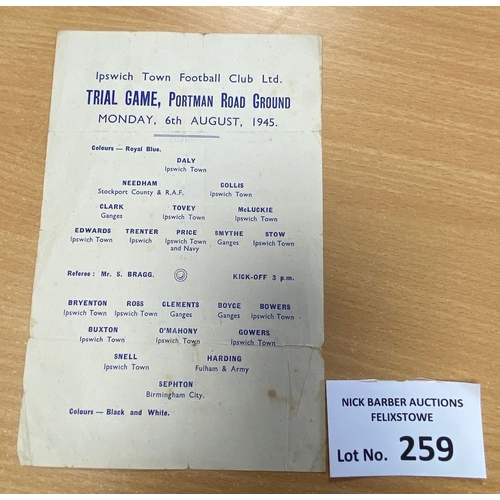 Ipswich Town Football Club Ltd.
TRIAL GAME, PORTMAN ROAD GROUND
MONDAY, 6th AUGUST, 1945.
Colours — Royal Blue.
DALY
Ipswich Town
NEEDHAM COLLIS
Stockport County & R.A.F. Ipswich Town
CLARK TOVEY McLUCKIE
Ganges Ipswich Town Ipswich Town
EDWARDS TRENTER PRICE SMYTHE STOW
Ipswich Town Ipswich Ipswich Town Ganges Ipswich Town
and Navy
Referee : Mr. S. BRAGG. KICK-OFF 3 p.m.
BRYENTON ROSS CLEMENTS BOYCE BOWERS
Ipswich Town Ipswich Town Ganges Ganges Ipswich Town
BUXTON O'MAHONY GOWERS
Ipswich Town Ipswich Town Ipswich Town
SNELL HARDING
Ipswich Town Fulham & Army
SEPHTON
Birmingham City.
Colours — Black and White.
NICK BARBER AUCTIONS
FELIXSTOWE
Lot No. 259